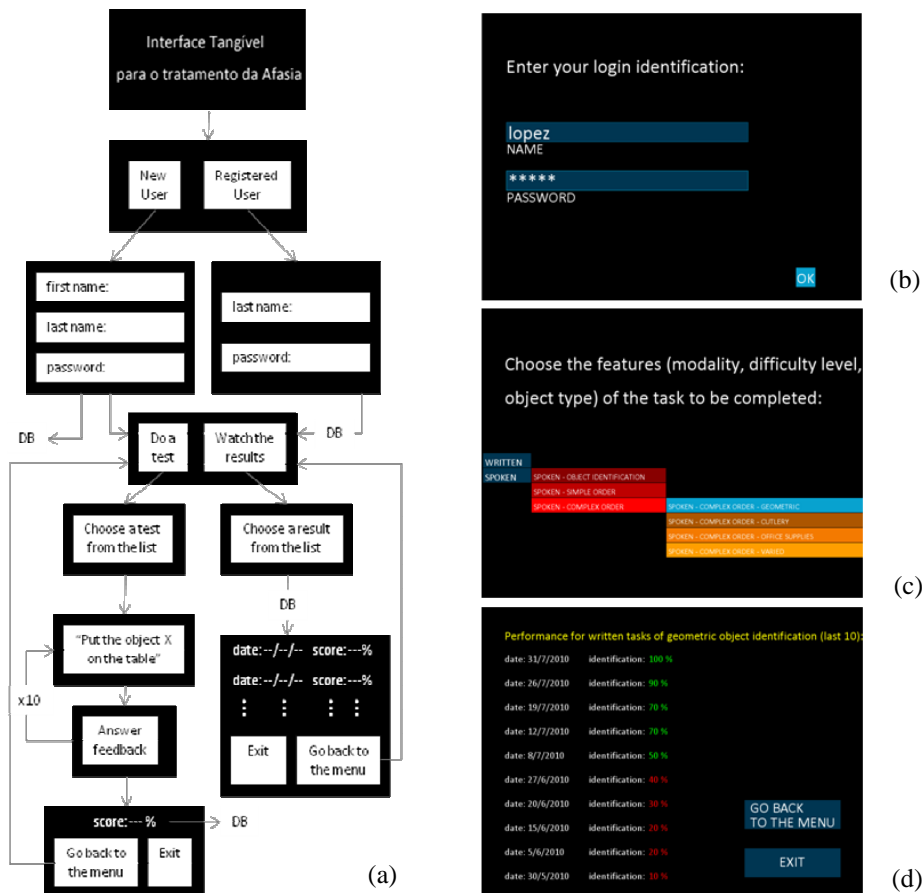 Interface Tangível
para o tratamento da Afasia
New
User
Registered
User
first name:
last name:
password:
last name:
password:
DB
Do a
test
Watch the
results
DB
Choose a test
from the list
Choose a result
from the list
DB
"Put the object X
on the table"
x10
Answer
feedback
date:--/--/-- score:---%
date:--/--/-- score:---%
Exit
Go back to
the menu
score:--- %
DB
Go back to
the menu
Exit
(a)
Enter your login identification:
lopez
NAME
*****
PASSWORD
OK
(b)
Choose the features (modality, difficulty level,
object type) of the task to be completed:
WRITTEN
SPOKEN
SPOKEN - OBJECT IDENTIFICATION
SPOKEN - SIMPLE ORDER
SPOKEN - COMPLEX ORDER
SPOKEN - COMPLEX ORDER - GEOMETRIC
SPOKEN - COMPLEX ORDER - CUTLERY
SPOKEN - COMPLEX ORDER - OFFICE SUPPLIES
SPOKEN - COMPLEX ORDER - VARIED
(c)
Performance for written tasks of geometric object identification (last 10):
date: 31/7/2010 identification: 100 %
date: 26/7/2010 identification: 90 %
date: 19/7/2010 identification: 70 %
date: 12/7/2010 identification: 70 %
date: 8/7/2010 identification: 50 %
date: 27/6/2010 identification: 40 %
date: 20/6/2010 identification: 30 %
date: 15/6/2010 identification: 20 %
date: 5/6/2010 identification: 20 %
date: 30/5/2010 identification: 10 %
GO BACK
TO THE MENU
EXIT
(d)